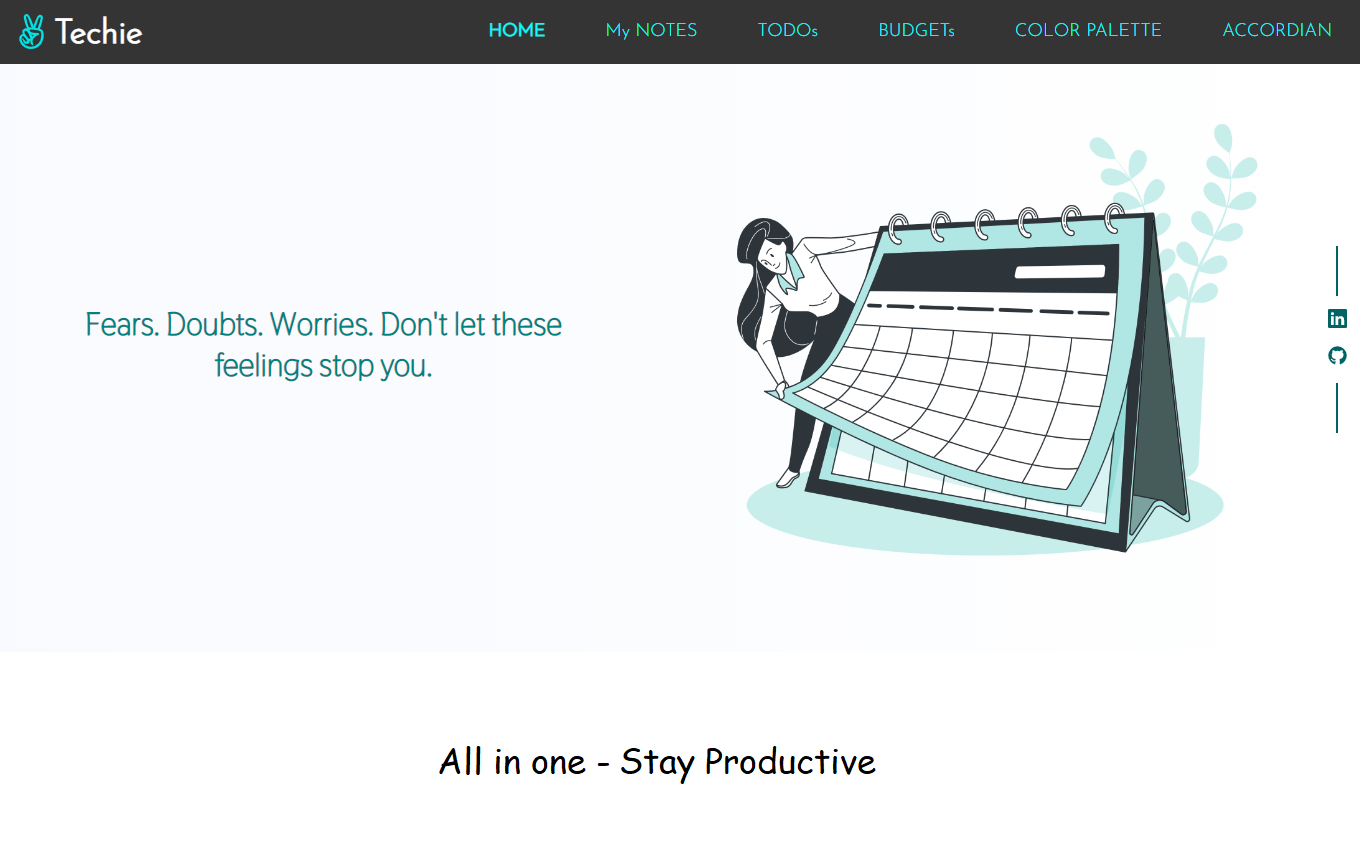 Techie
HOME My NOTES TODOs BUDGETs COLOR PALETTE ACCORDIAN
Fears. Doubts. Worries. Don't let these
feelings stop you.
in
All in one - Stay Productive